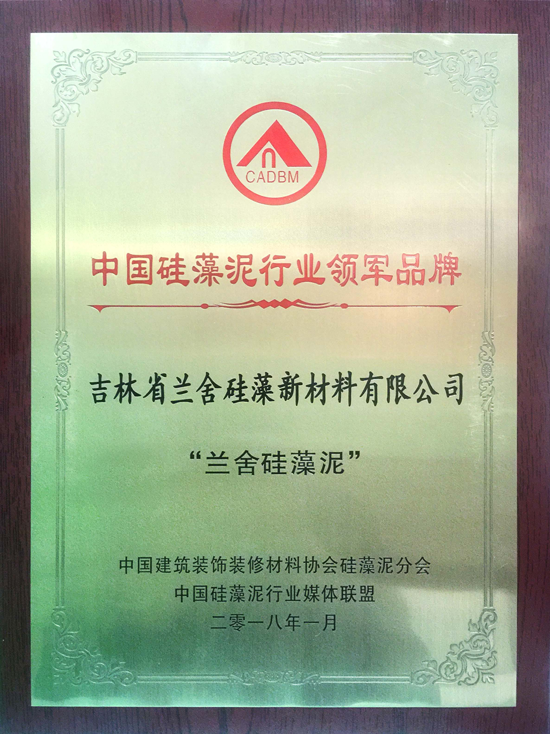 CADBM
中国硅藻泥行业领军品牌
吉林省兰舍硅藻新材料有限公司
“兰舍硅藻泥”
中国建筑装饰装修材料协会硅藻泥分会
中国硅藻泥行业媒体联盟
二零一八年一月